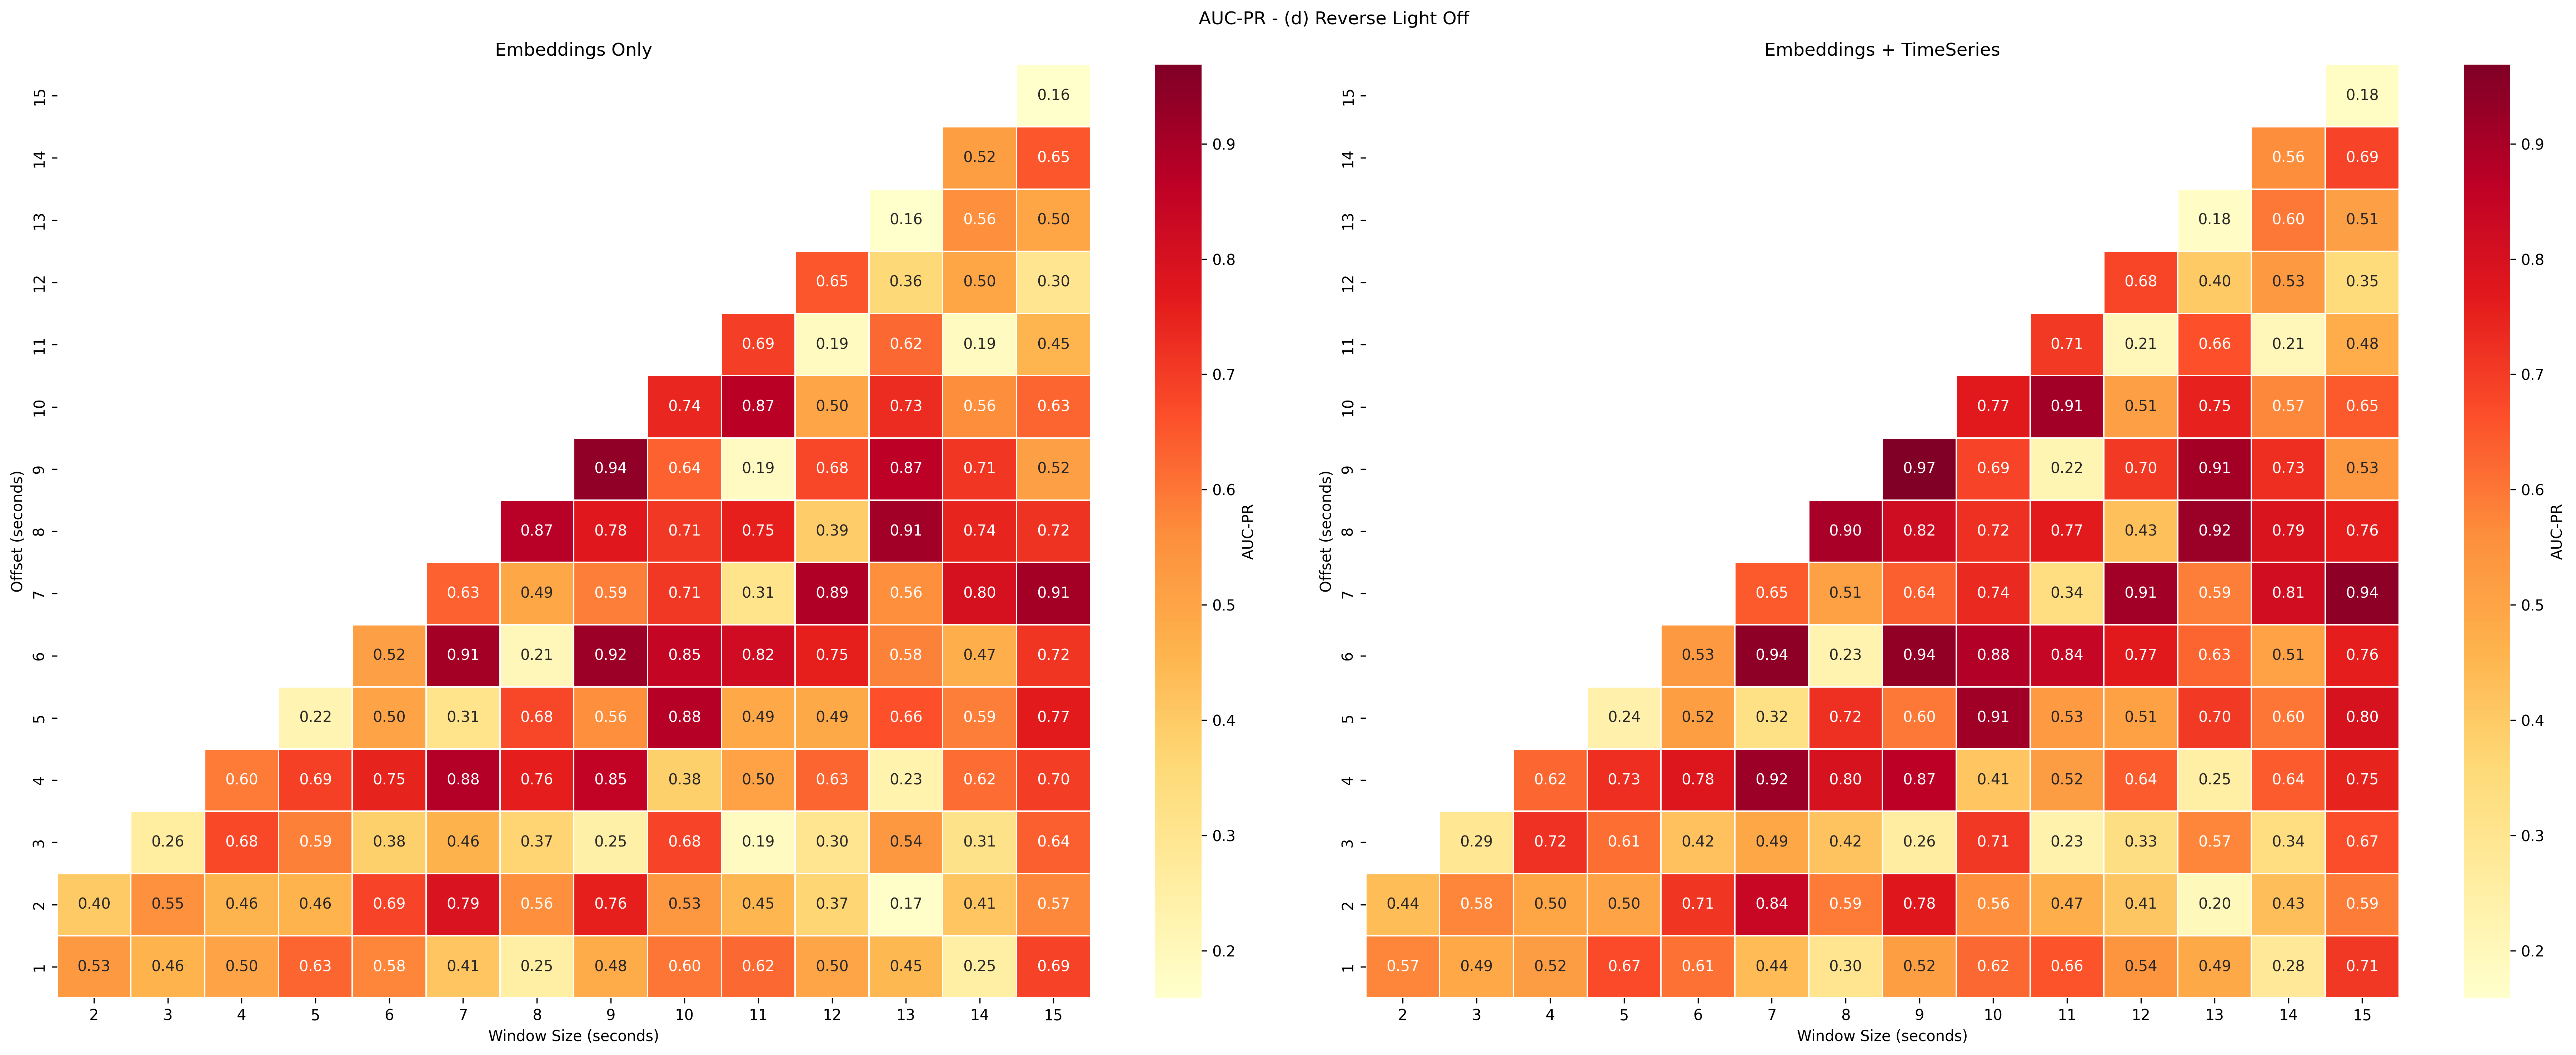 AUC-PR - (d) Reverse Light Off
Embeddings Only
15 0.16
14 0.52 0.65
13 0.16 0.56 0.50
12 0.65 0.36 0.50 0.30
11 0.69 0.19 0.62 0.19 0.45
10 0.74 0.87 0.50 0.73 0.56 0.63
9 0.94 0.64 0.19 0.68 0.87 0.71 0.52
8 0.87 0.78 0.71 0.75 0.39 0.91 0.74 0.72
7 0.63 0.49 0.59 0.71 0.31 0.89 0.56 0.80 0.91
6 0.52 0.91 0.21 0.92 0.85 0.82 0.75 0.58 0.47 0.72
5 0.22 0.50 0.31 0.68 0.56 0.88 0.49 0.49 0.66 0.59 0.77
4 0.60 0.69 0.75 0.88 0.76 0.85 0.38 0.50 0.63 0.23 0.62 0.70
3 0.26 0.68 0.59 0.38 0.46 0.37 0.25 0.68 0.19 0.30 0.54 0.31 0.64
2 0.40 0.55 0.46 0.46 0.69 0.79 0.56 0.76 0.53 0.45 0.37 0.17 0.41 0.57
1 0.53 0.46 0.50 0.63 0.58 0.41 0.25 0.48 0.60 0.62 0.50 0.45 0.25 0.69
2 3 4 5 6 7 8 9 10 11 12 13 14 15
Window Size (seconds)
Offset (seconds)
0.9
0.8
0.7
0.6
0.5
0.4
0.3
0.2
AUC-PR
Embeddings + TimeSeries
15 0.18
14 0.56 0.69
13 0.18 0.60 0.51
12 0.68 0.40 0.53 0.35
11 0.71 0.21 0.66 0.21 0.48
10 0.77 0.91 0.51 0.75 0.57 0.65
9 0.97 0.69 0.22 0.70 0.91 0.73 0.53
8 0.90 0.82 0.72 0.77 0.43 0.92 0.79 0.76
7 0.65 0.51 0.64 0.74 0.34 0.91 0.59 0.81 0.94
6 0.53 0.94 0.23 0.94 0.88 0.84 0.77 0.63 0.51 0.76
5 0.24 0.52 0.32 0.72 0.60 0.91 0.53 0.51 0.70 0.60 0.80
4 0.62 0.73 0.78 0.92 0.80 0.87 0.41 0.52 0.64 0.25 0.64 0.75
3 0.29 0.72 0.61 0.42 0.49 0.42 0.26 0.71 0.23 0.33 0.57 0.34 0.67
2 0.44 0.58 0.50 0.50 0.71 0.84 0.59 0.78 0.56 0.47 0.41 0.20 0.43 0.59
1 0.57 0.49 0.52 0.67 0.61 0.44 0.30 0.52 0.62 0.66 0.54 0.49 0.28 0.71
2 3 4 5 6 7 8 9 10 11 12 13 14 15
Window Size (seconds)
Offset (seconds)
0.9
0.8
0.7
0.6
0.5
0.4
0.3
0.2
AUC-PR